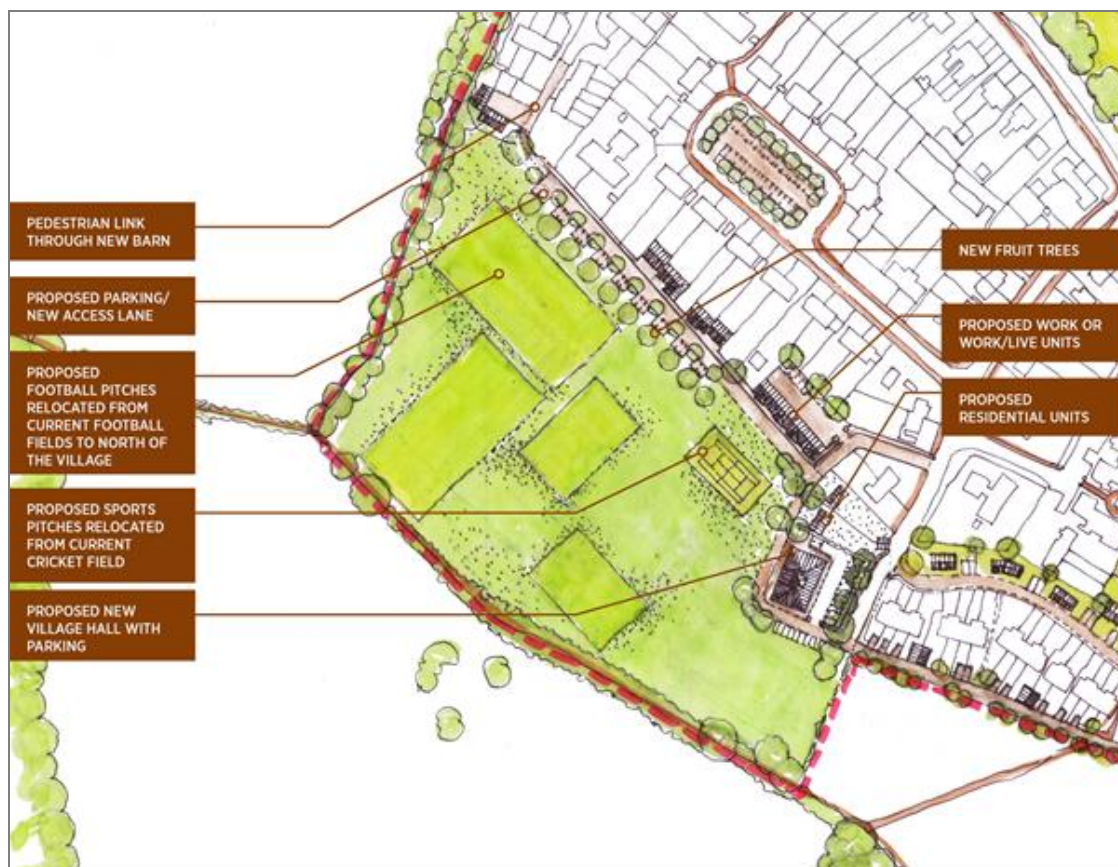 PEDESTRIAN LINK
THROUGH NEW BARN
PROPOSED PARKING/
NEW ACCESS LANE
PROPOSED
FOOTBALL PITCHES
RELOCATED FROM
CURRENT FOOTBALL
FIELDS TO NORTH OF
THE VILLAGE
PROPOSED SPORTS
PITCHES RELOCATED
FROM CURRENT
CRICKET FIELD
PROPOSED NEW
VILLAGE HALL WITH
PARKING
NEW FRUIT TREES
PROPOSED WORK OR
WORK/LIVE UNITS
PROPOSED
RESIDENTIAL UNITS